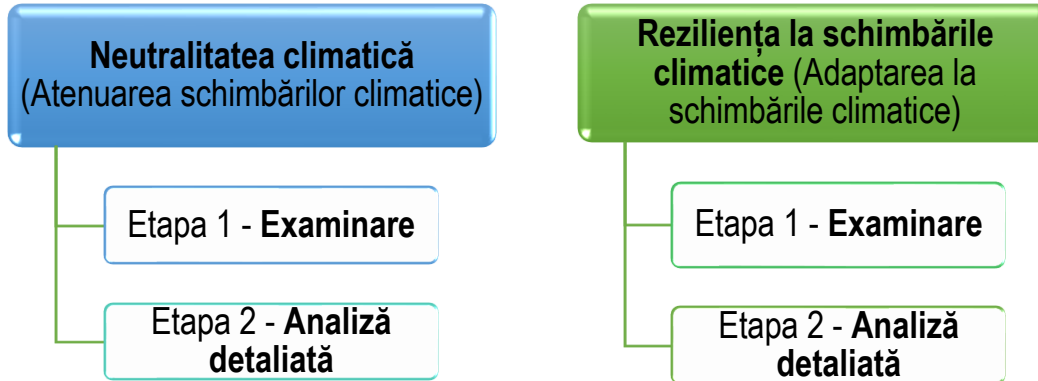 Neutralitatea climatică
(Atenuarea schimbărilor climatice)
Etapa 1 - Examinare
Etapa 2 - Analiză
detaliată
Reziliența la schimbările
climatice (Adaptarea la
schimbările climatice)
Etapa 1 - Examinare
Etapa 2 - Analiză
detaliată